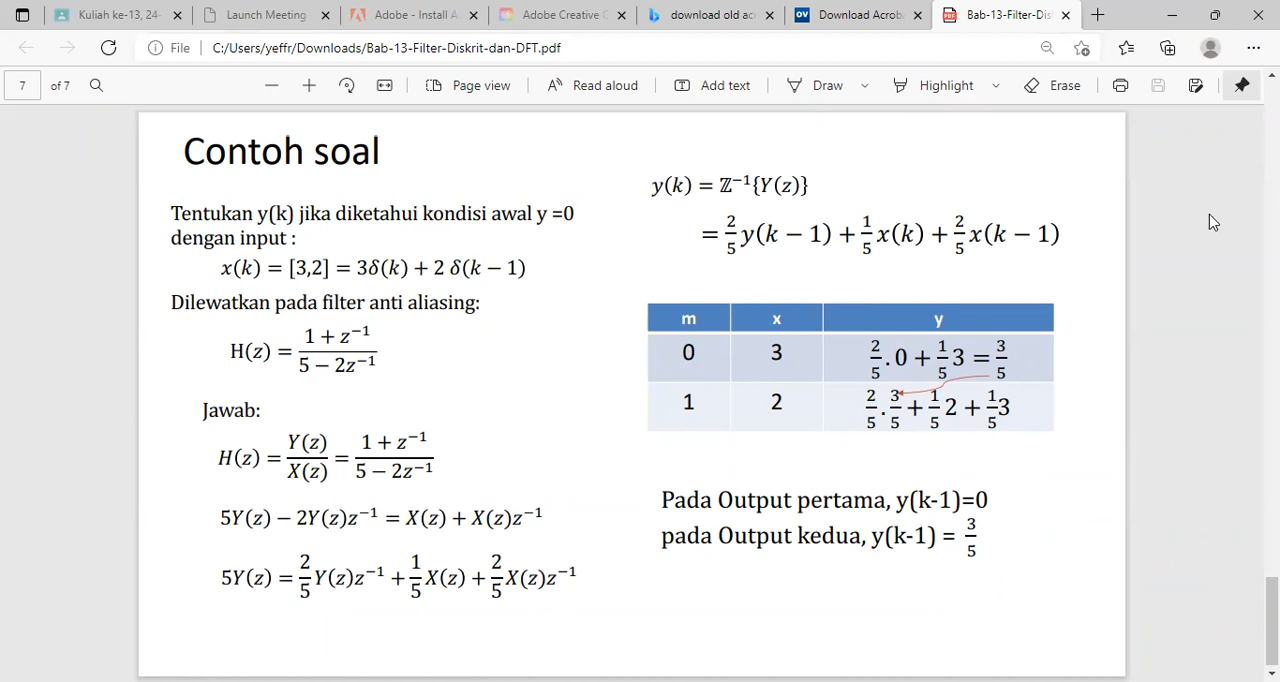 Kuliah ke-13, 24-
Launch Meeting
Adobe - Install A
Adobe Creative C
download old ac
Download Acrob
Bab-13-Filter-Dis
File C:/Users/yeffr/Downloads/Bab-13-Filter-Diskrit-dan-DFT.pdf
7 of 7
Page view
Read aloud
Add text
Draw
Highlight
Erase
Contoh soal
Tentukan y(k) jika diketahui kondisi awal y =0
dengan input :
x(k) = [3,2] = 3δ(k) + 2 δ(k − 1)
Dilewatkan pada filter anti aliasing:
H(z) = (1 + z⁻¹)/(5 − 2z⁻¹)
Jawab:
H(z) = Y(z)/X(z) = (1 + z⁻¹)/(5 − 2z⁻¹)
5Y(z) − 2Y(z)z⁻¹ = X(z) + X(z)z⁻¹
5Y(z) = 2/5 Y(z)z⁻¹ + 1/5 X(z) + 2/5 X(z)z⁻¹
y(k) = ℤ⁻¹{Y(z)}
= 2/5 y(k − 1) + 1/5 x(k) + 2/5 x(k − 1)
m x y
0 3 2/5 . 0 + 1/5 3 = 3/5
1 2 2/5 . 3/5 + 1/5 2 + 1/5 3
Pada Output pertama, y(k-1)=0
pada Output kedua, y(k-1) = 3/5